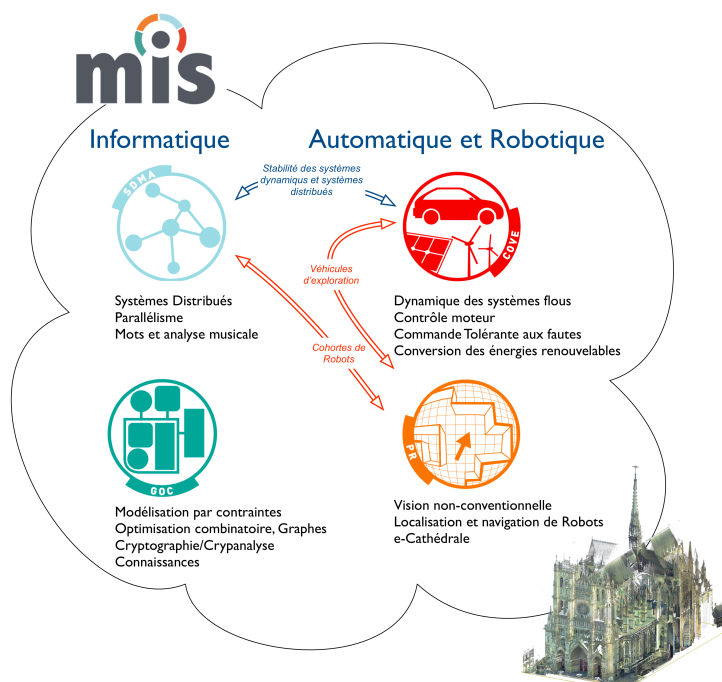 mis
Informatique
Automatique et Robotique
Stabilité des systèmes
dynamique et systèmes
distribués
SDMA
COVE
Véhicules
d'exploration
Systèmes Distribués
Parallélisme
Mots et analyse musicale
Dynamique des systèmes flous
Contrôle moteur
Commande Tolérante aux fautes
Conversion des énergies renouvelables
Cohortes de
Robots
GOC
PR
Modélisation par contraintes
Optimisation combinatoire, Graphes
Cryptographie/Crypanalyse
Connaissances
Vision non-conventionnelle
Localisation et navigation de Robots
e-Cathédrale